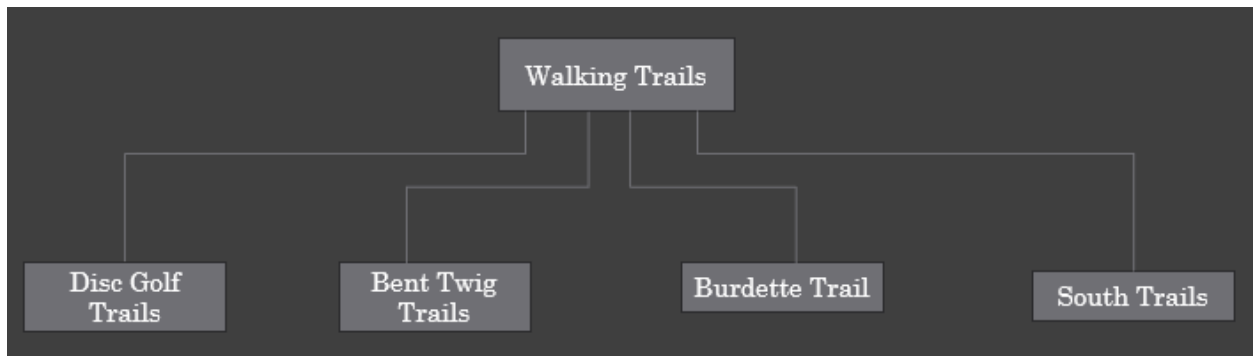 Walking Trails
Disc Golf
Trails
Bent Twig
Trails
Burdette Trail
South Trails